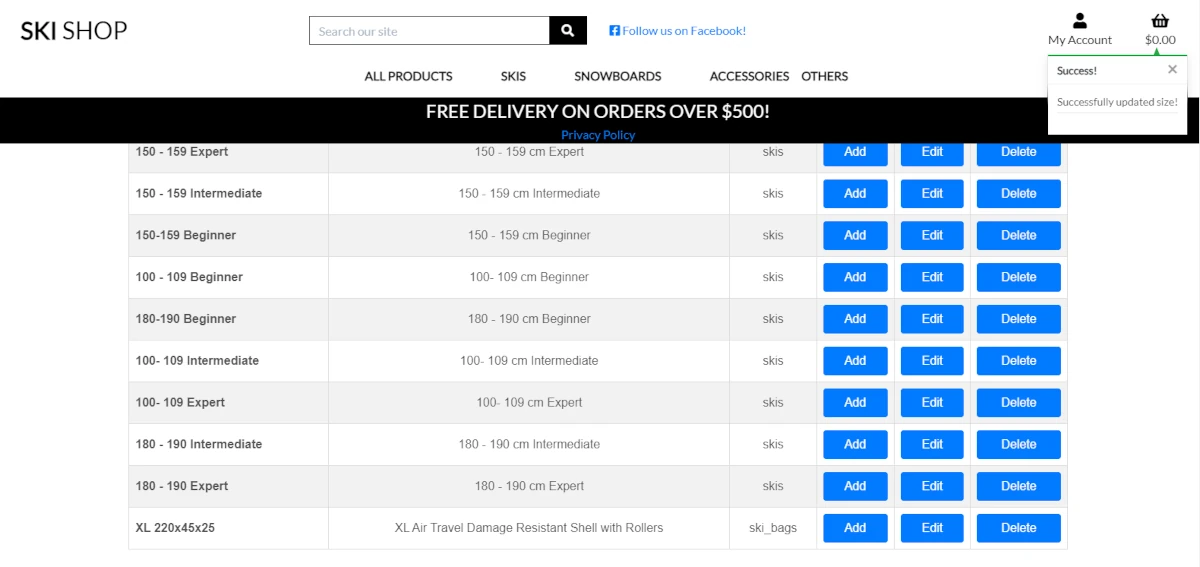 SKI SHOP
Search our site
Follow us on Facebook!
My Account
$0.00
ALL PRODUCTS SKIS SNOWBOARDS ACCESSORIES OTHERS
Success!
Successfully updated size!
FREE DELIVERY ON ORDERS OVER $500!
Privacy Policy
150 - 159 Expert 150 - 159 cm Expert skis Add Edit Delete
150 - 159 Intermediate 150 - 159 cm Intermediate skis Add Edit Delete
150-159 Beginner 150 - 159 cm Beginner skis Add Edit Delete
100 - 109 Beginner 100- 109 cm Beginner skis Add Edit Delete
180-190 Beginner 180 - 190 cm Beginner skis Add Edit Delete
100- 109 Intermediate 100- 109 cm Intermediate skis Add Edit Delete
100- 109 Expert 100- 109 cm Expert skis Add Edit Delete
180 - 190 Intermediate 180 - 190 cm Intermediate skis Add Edit Delete
180 - 190 Expert 180 - 190 cm Expert skis Add Edit Delete
XL 220x45x25 XL Air Travel Damage Resistant Shell with Rollers ski_bags Add Edit Delete